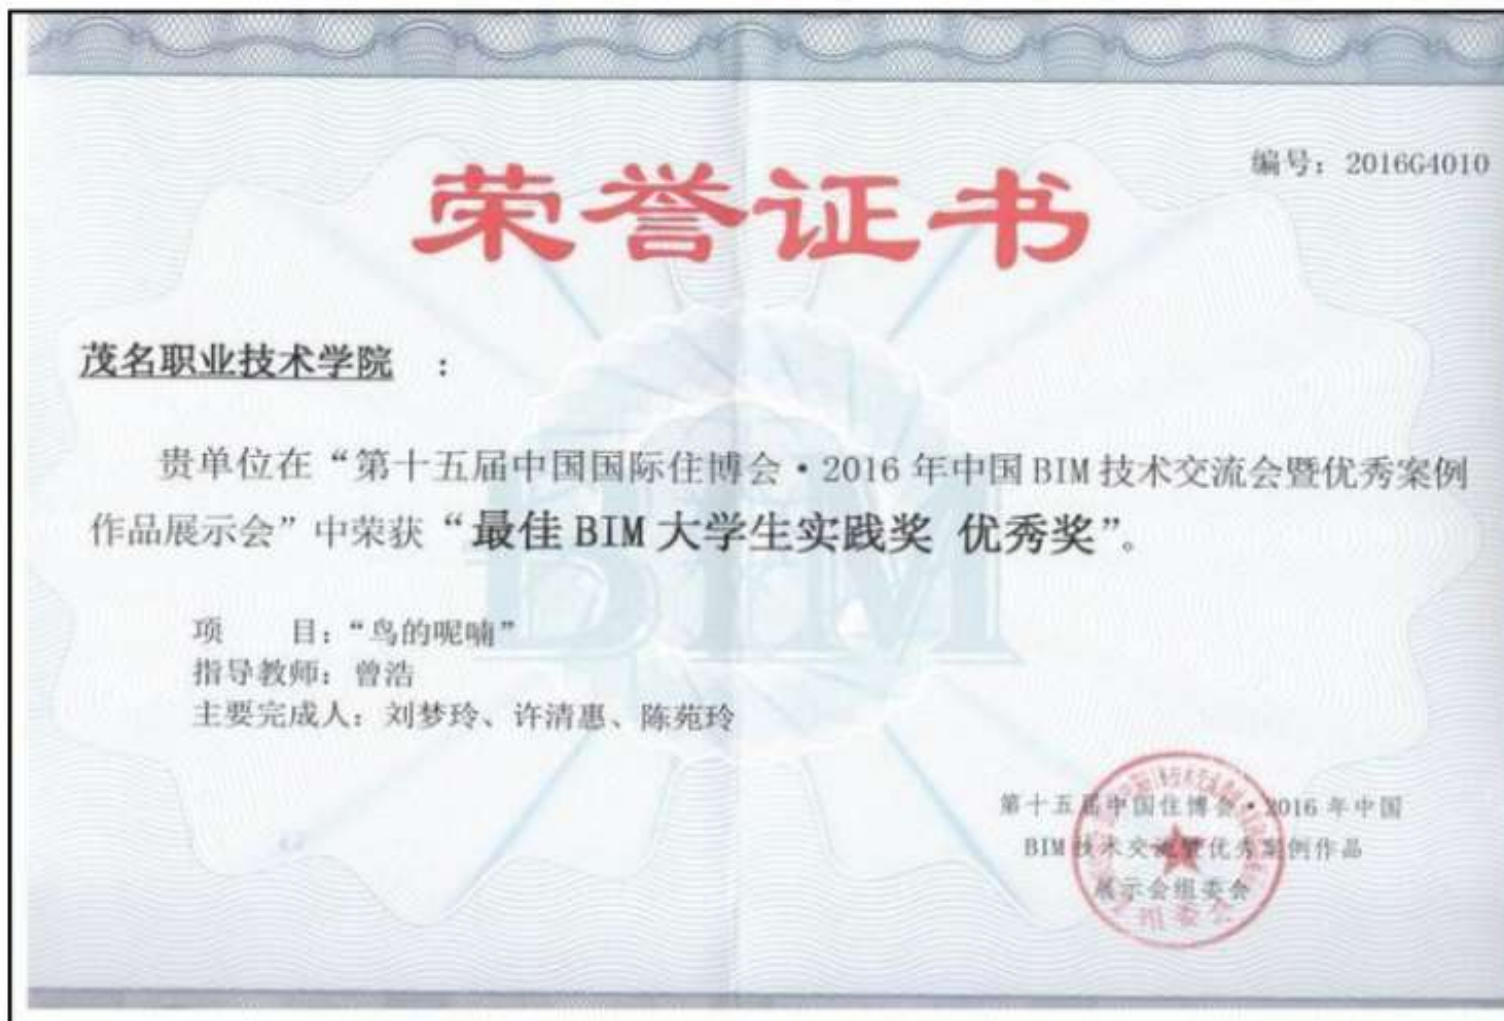 编号：2016G4010
荣誉证书
茂名职业技术学院 ：
贵单位在“第十五届中国国际住博会·2016年中国BIM技术交流会暨优秀案例
作品展示会”中荣获“最佳BIM大学生实践奖 优秀奖”。
项 目：“鸟的呢喃”
指导教师：曾浩
主要完成人：刘梦玲、许清惠、陈苑玲
第十五届中国住博会·2016年中国
BIM技术交流暨优秀案例作品
展示会组委会
BIM
组委会